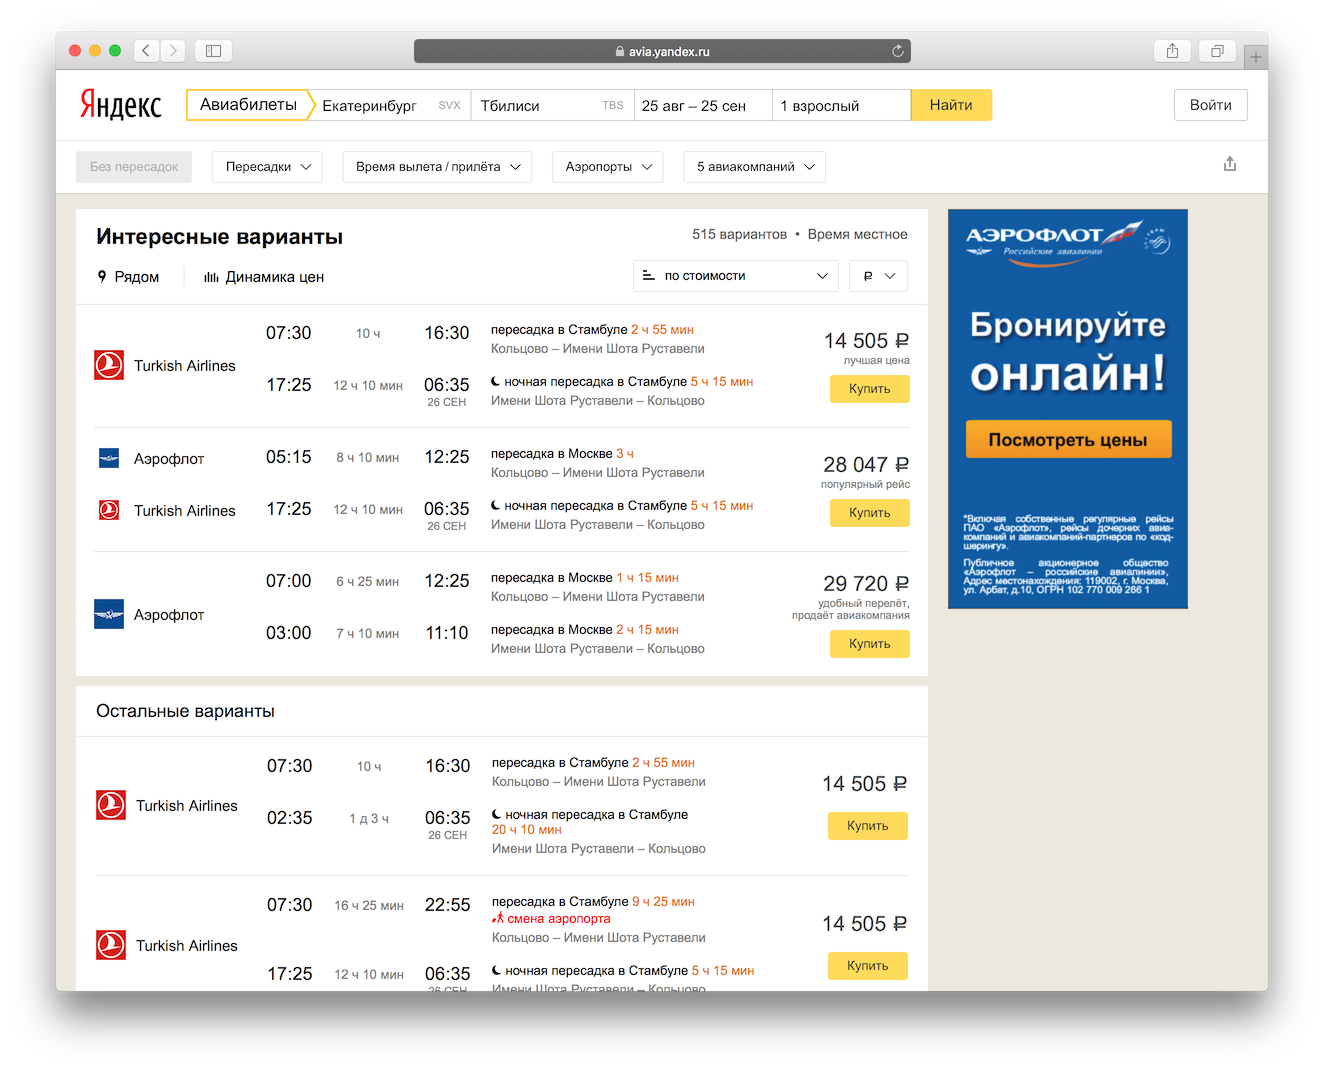 avia.yandex.ru
Яндекс Авиабилеты Екатеринбург SVX Тбилиси TBS 25 авг – 25 сен 1 взрослый Найти Войти
Без пересадок Пересадки Время вылета / прилёта Аэропорты 5 авиакомпаний
Интересные варианты 515 вариантов • Время местное
Рядом Динамика цен по стоимости ₽
07:30 10 ч 16:30 пересадка в Стамбуле 2 ч 55 мин
Кольцово – Имени Шота Руставели
14 505 ₽
лучшая цена
Turkish Airlines
17:25 12 ч 10 мин 06:35 ночная пересадка в Стамбуле 5 ч 15 мин
26 СЕН Имени Шота Руставели – Кольцово
Купить
Аэрофлот 05:15 8 ч 10 мин 12:25 пересадка в Москве 3 ч
Кольцово – Имени Шота Руставели
28 047 ₽
популярный рейс
Turkish Airlines 17:25 12 ч 10 мин 06:35 ночная пересадка в Стамбуле 5 ч 15 мин
26 СЕН Имени Шота Руставели – Кольцово
Купить
07:00 6 ч 25 мин 12:25 пересадка в Москве 1 ч 15 мин
Кольцово – Имени Шота Руставели
29 720 ₽
удобный перелёт,
продаёт авиакомпания
Аэрофлот
03:00 7 ч 10 мин 11:10 пересадка в Москве 2 ч 15 мин
Имени Шота Руставели – Кольцово
Купить
Остальные варианты
07:30 10 ч 16:30 пересадка в Стамбуле 2 ч 55 мин
Кольцово – Имени Шота Руставели
14 505 ₽
Turkish Airlines
02:35 1 д 3 ч 06:35 ночная пересадка в Стамбуле
26 СЕН 20 ч 10 мин
Имени Шота Руставели – Кольцово
Купить
07:30 16 ч 25 мин 22:55 пересадка в Стамбуле 9 ч 25 мин
смена аэропорта
Кольцово – Имени Шота Руставели
14 505 ₽
Turkish Airlines
Купить
17:25 12 ч 10 мин 06:35 ночная пересадка в Стамбуле 5 ч 15 мин
26 СЕН Имени Шота Руставели – Кольцово
АЭРОФЛОТ
Российские авиалинии
SKYTEAM
Бронируйте
онлайн!
Посмотреть цены
*Включая собственные регулярные рейсы
ПАО «Аэрофлот», рейсы дочерних авиа-
компаний и авиакомпаний-партнеров по «код-
шерингу».
Публичное акционерное общество
«Аэрофлот – российские авиалинии»,
Адрес местонахождения: 119002, г. Москва,
ул. Арбат, д.10, ОГРН 102 770 009 266 1